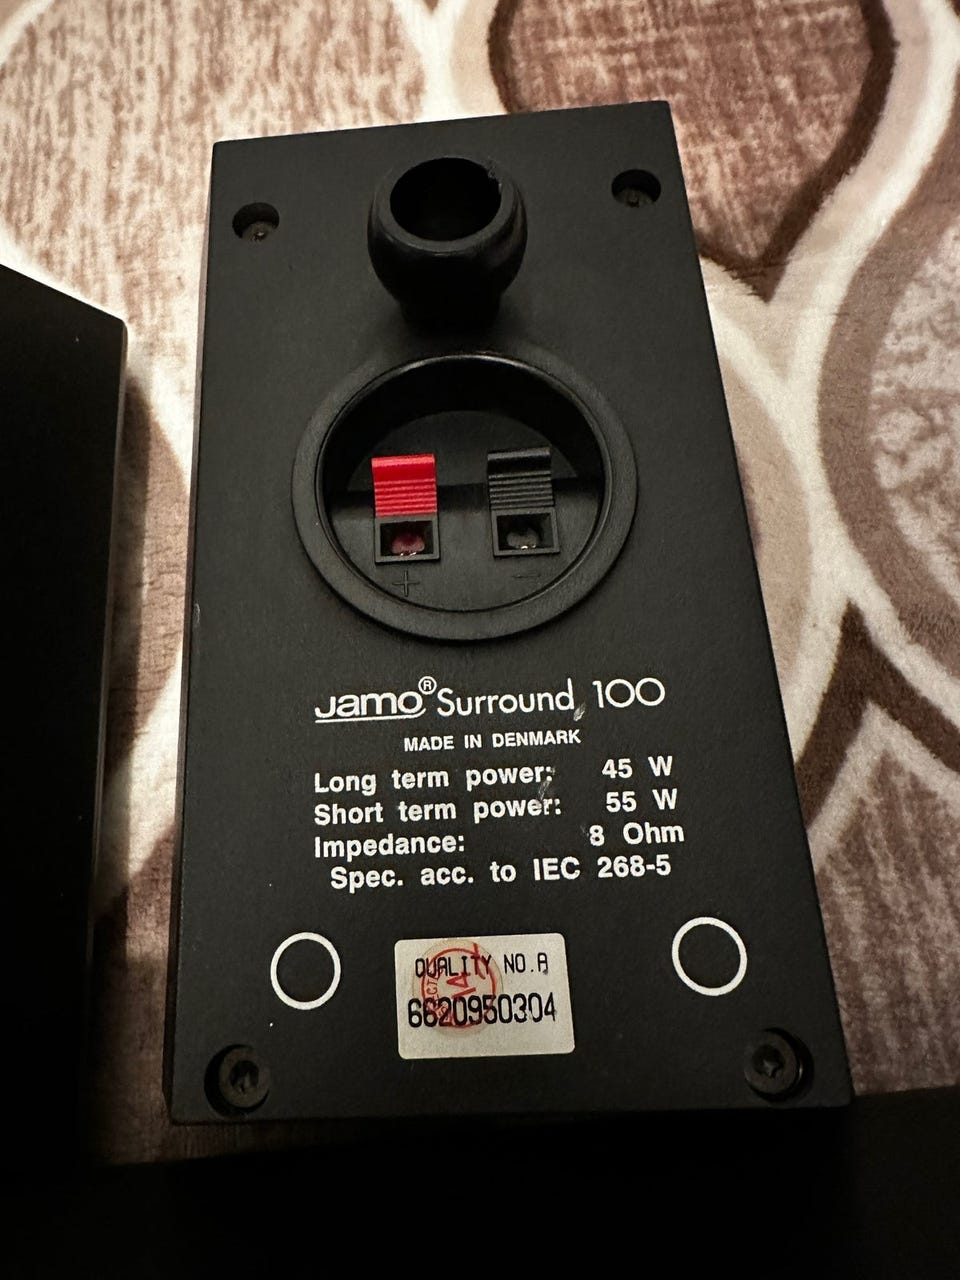 + −
Jamo® Surround 100
MADE IN DENMARK
Long term power: 45 W
Short term power: 55 W
Impedance: 8 Ohm
Spec. acc. to IEC 268-5
QUALITY NO.A
6620950304